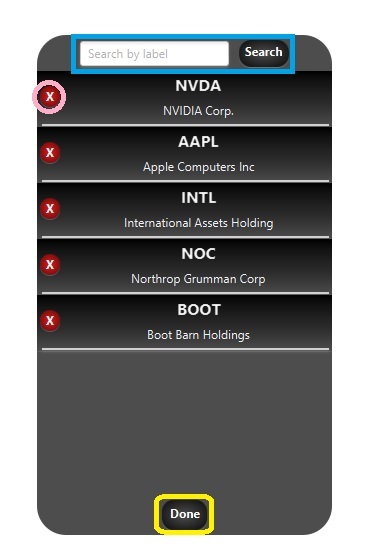 Search by label Search
X NVDA
NVIDIA Corp.
X AAPL
Apple Computers Inc
X INTL
International Assets Holding
X NOC
Northrop Grumman Corp
X BOOT
Boot Barn Holdings
Done